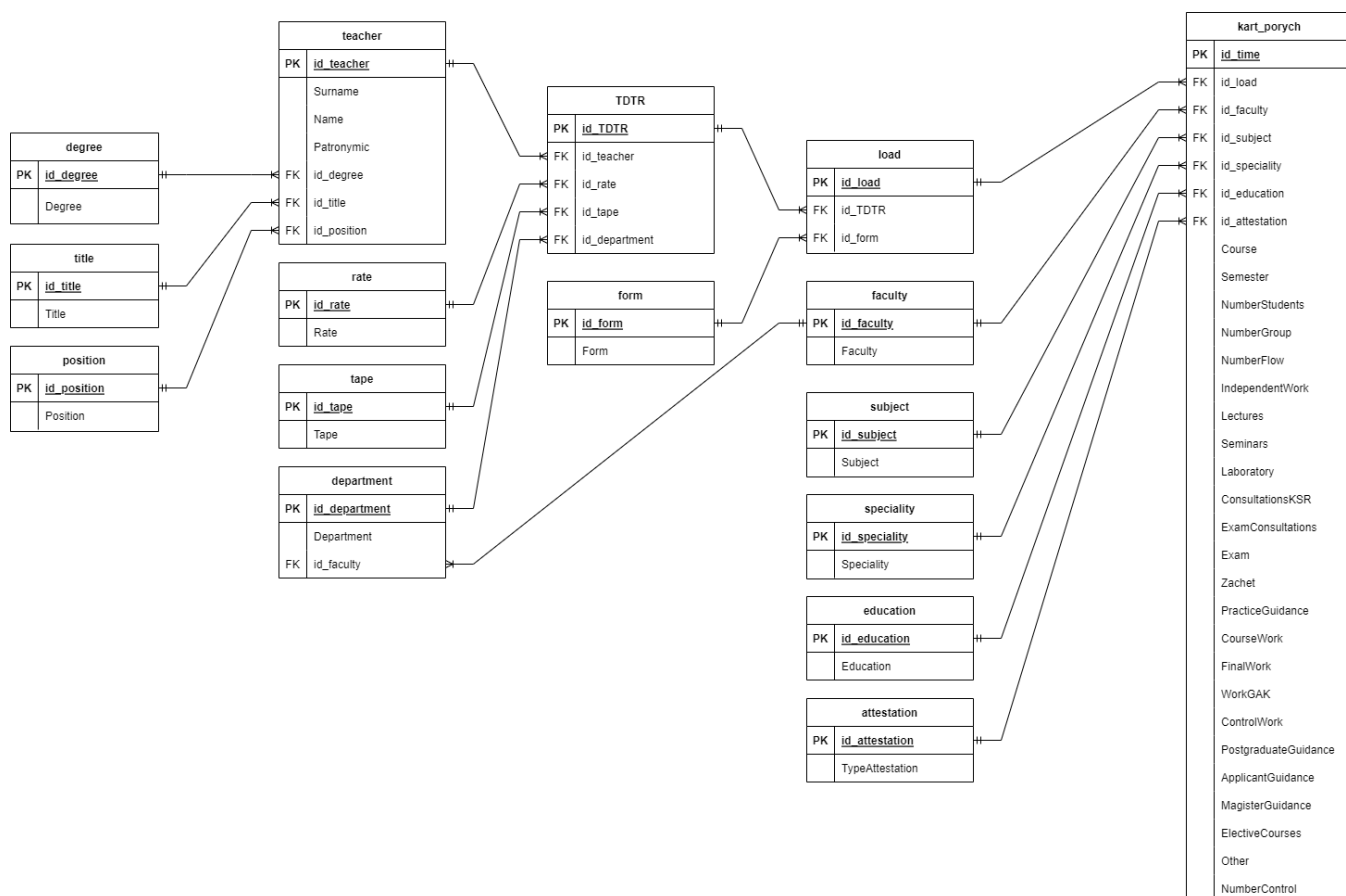 degree
PK id_degree
Degree
title
PK id_title
Title
position
PK id_position
Position
teacher
PK id_teacher
Surname
Name
Patronymic
FK id_degree
FK id_title
FK id_position
rate
PK id_rate
Rate
tape
PK id_tape
Tape
department
PK id_department
Department
FK id_faculty
TDTR
PK id_TDTR
FK id_teacher
FK id_rate
FK id_tape
FK id_department
form
PK id_form
Form
load
PK id_load
FK id_TDTR
FK id_form
faculty
PK id_faculty
Faculty
subject
PK id_subject
Subject
speciality
PK id_speciality
Speciality
education
PK id_education
Education
attestation
PK id_attestation
TypeAttestation
kart_porych
PK id_time
FK id_load
FK id_faculty
FK id_subject
FK id_speciality
FK id_education
FK id_attestation
Course
Semester
NumberStudents
NumberGroup
NumberFlow
IndependentWork
Lectures
Seminars
Laboratory
ConsultationsKSR
ExamConsultations
Exam
Zachet
PracticeGuidance
CourseWork
FinalWork
WorkGAK
ControlWork
PostgraduateGuidance
ApplicantGuidance
MagisterGuidance
ElectiveCourses
Other
NumberControl